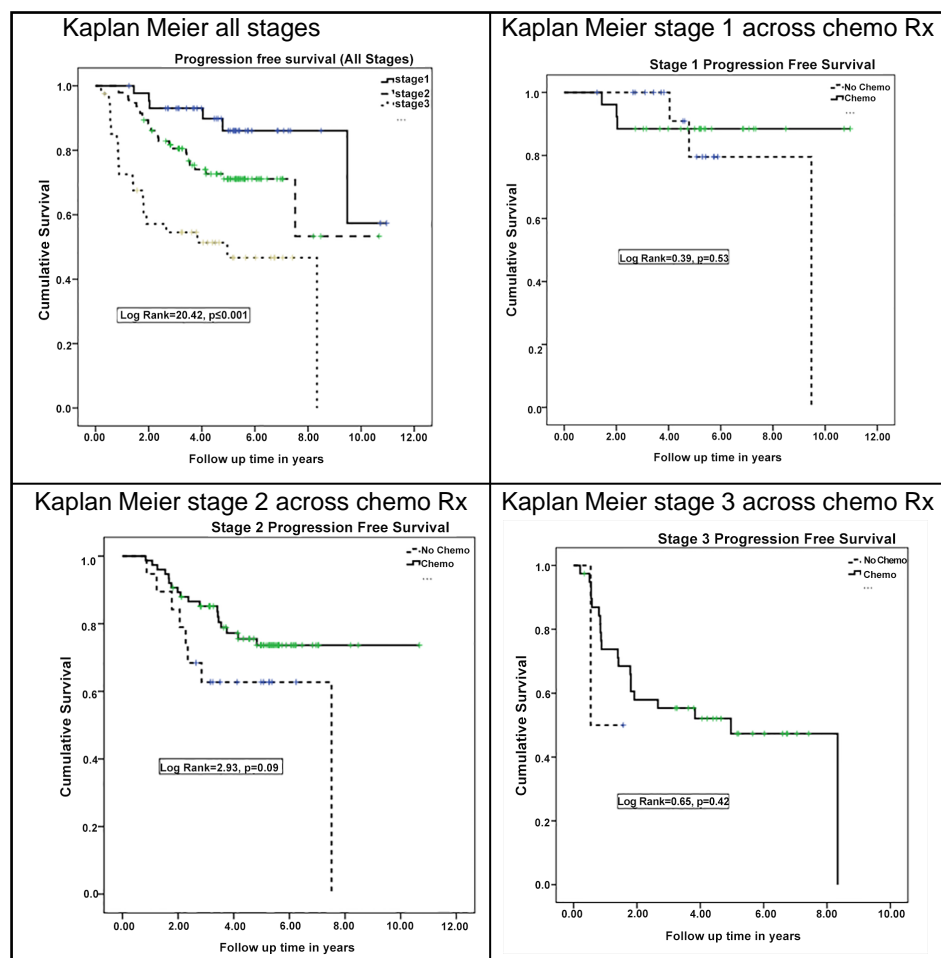 Kaplan Meier all stages
Progression free survival (All Stages)
stage1
stage2
stage3
...
Cumulative Survival
1.0
0.8
0.6
0.4
0.2
0.0
Log Rank=20.42, p≤0.001
0.00 2.00 4.00 6.00 8.00 10.00 12.00
Follow up time in years
Kaplan Meier stage 1 across chemo Rx
Stage 1 Progression Free Survival
No Chemo
Chemo
...
Cumulative Survival
1.0
0.8
0.6
0.4
0.2
0.0
Log Rank=0.39, p=0.53
0.00 2.00 4.00 6.00 8.00 10.00 12.00
Follow up time in years
Kaplan Meier stage 2 across chemo Rx
Stage 2 Progression Free Survival
No Chemo
Chemo
...
Cumulative Survival
1.0
0.8
0.6
0.4
0.2
0.0
Log Rank=2.93, p=0.09
0.00 2.00 4.00 6.00 8.00 10.00
Follow up time in years
Kaplan Meier stage 3 across chemo Rx
Stage 3 Progression Free Survival
No Chemo
Chemo
...
Cumulative Survival
1.0
0.8
0.6
0.4
0.2
0.0
Log Rank=0.65, p=0.42
0.00 2.00 4.00 6.00 8.00 10.00
Follow up time in years